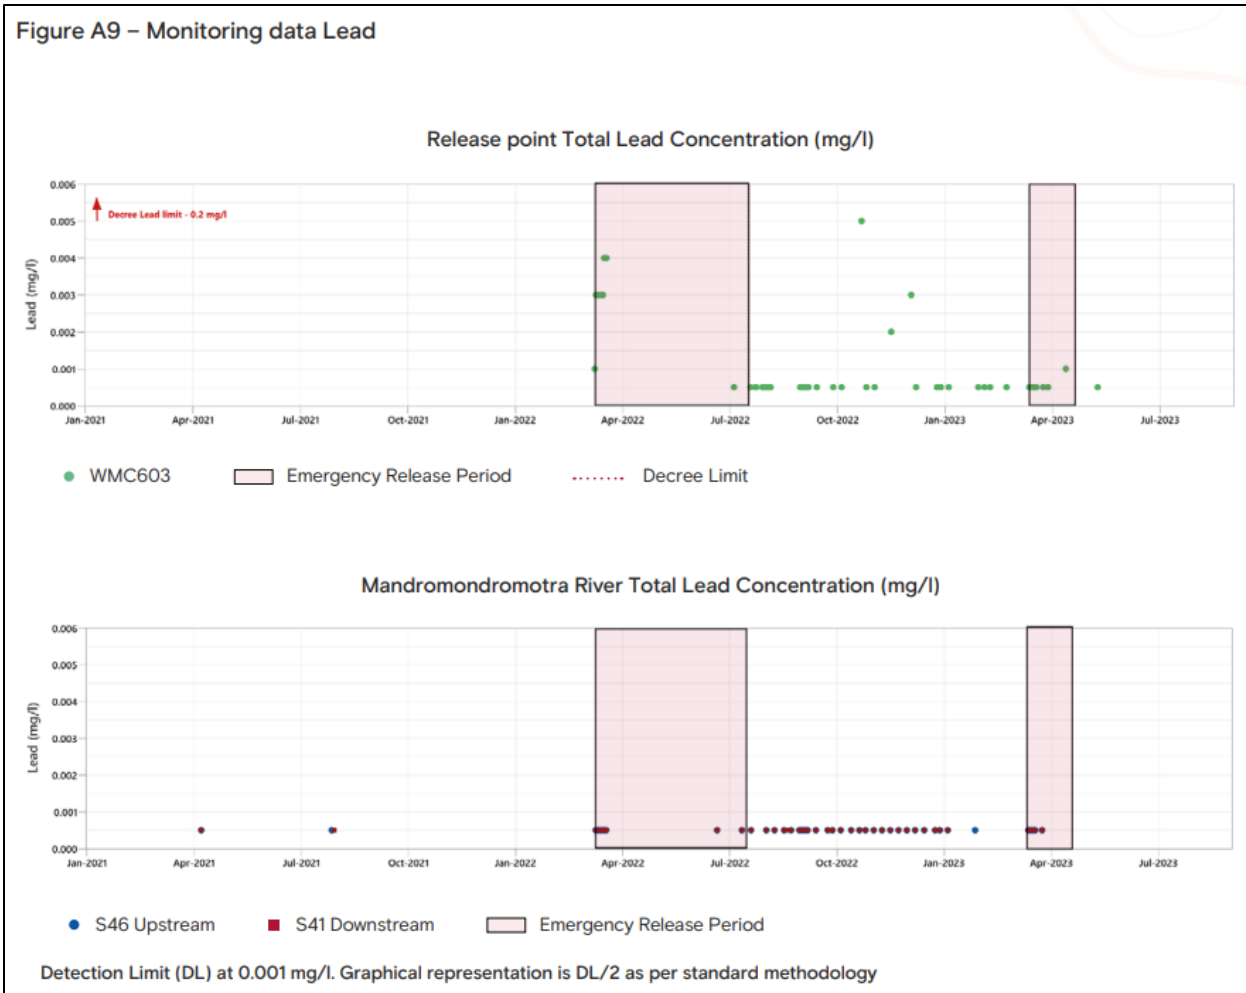 Figure A9 – Monitoring data Lead
Release point Total Lead Concentration (mg/l)
Lead (mg/l)
0.006
0.005
0.004
0.003
0.002
0.001
0.000
Decree Lead limit - 0.2 mg/l
Jan-2021 Apr-2021 Jul-2021 Oct-2021 Jan-2022 Apr-2022 Jul-2022 Oct-2022 Jan-2023 Apr-2023 Jul-2023
WMC603 Emergency Release Period Decree Limit
Mandromondromotra River Total Lead Concentration (mg/l)
Lead (mg/l)
0.006
0.005
0.004
0.003
0.002
0.001
0.000
Jan-2021 Apr-2021 Jul-2021 Oct-2021 Jan-2022 Apr-2022 Jul-2022 Oct-2022 Jan-2023 Apr-2023 Jul-2023
S46 Upstream S41 Downstream Emergency Release Period
Detection Limit (DL) at 0.001 mg/l. Graphical representation is DL/2 as per standard methodology